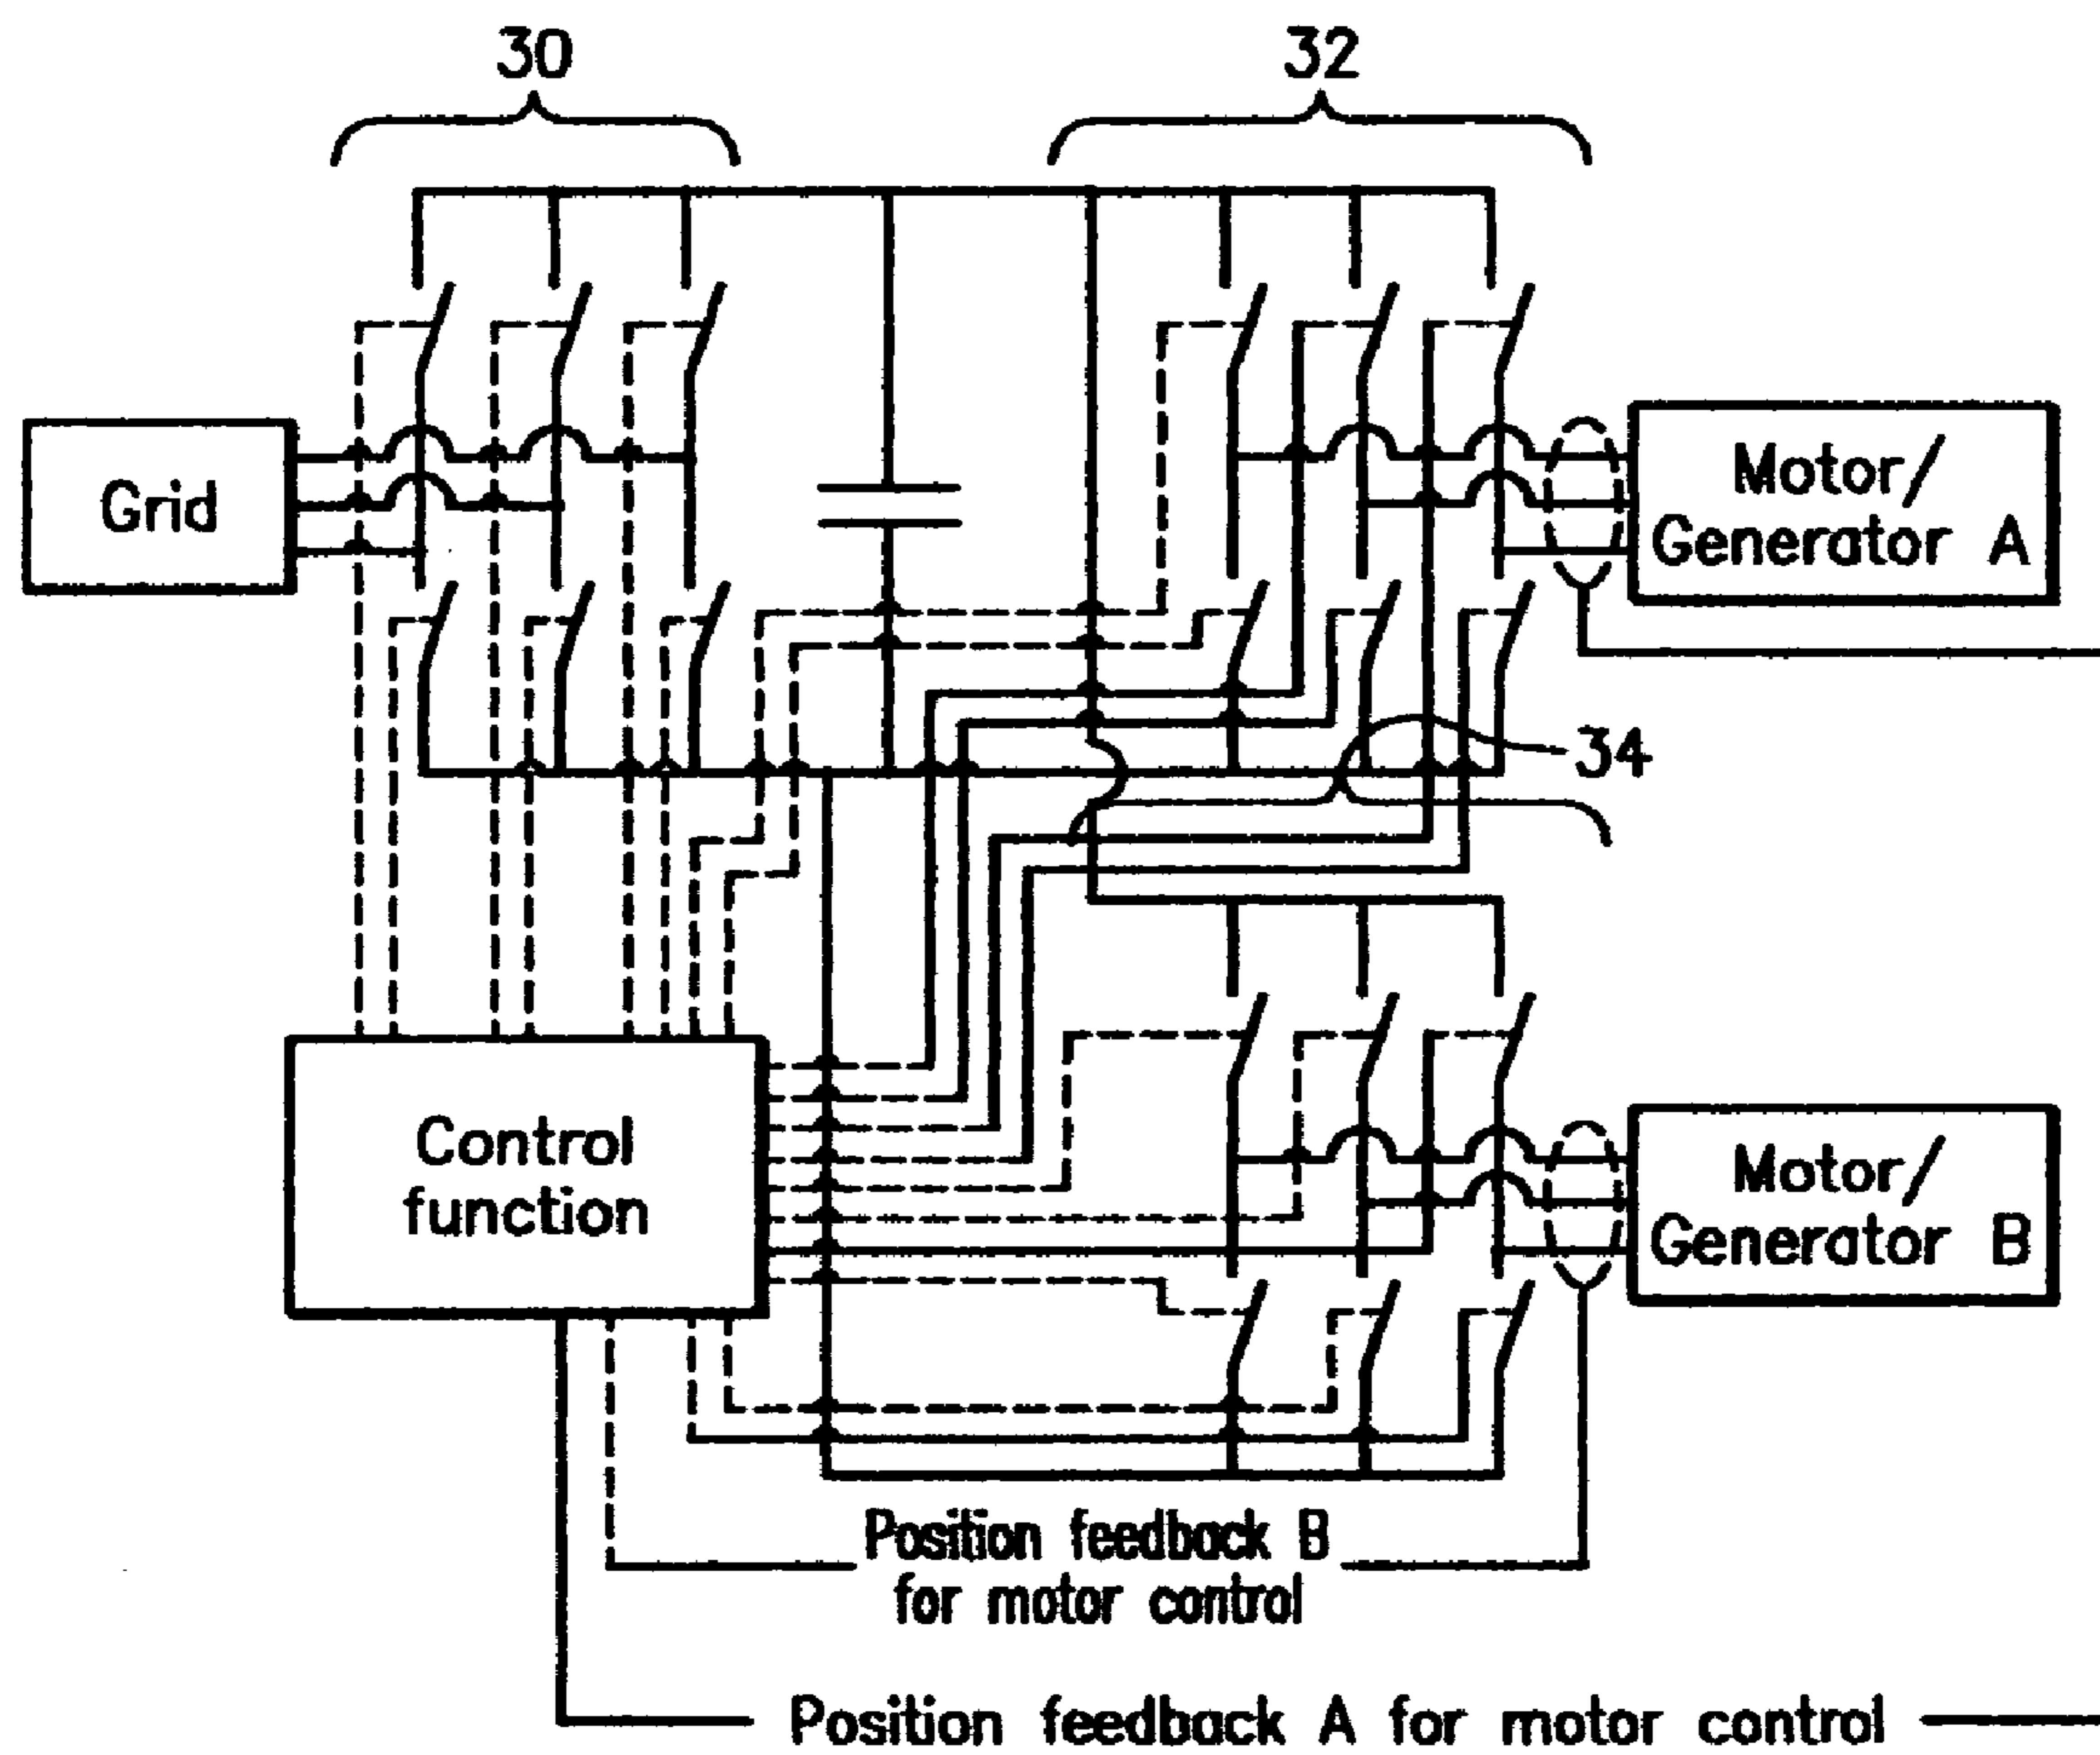 30
32
Grid
Motor/
Generator A
34
Control
function
Motor/
Generator B
Position feedback B
for motor control
Position feedback A for motor control